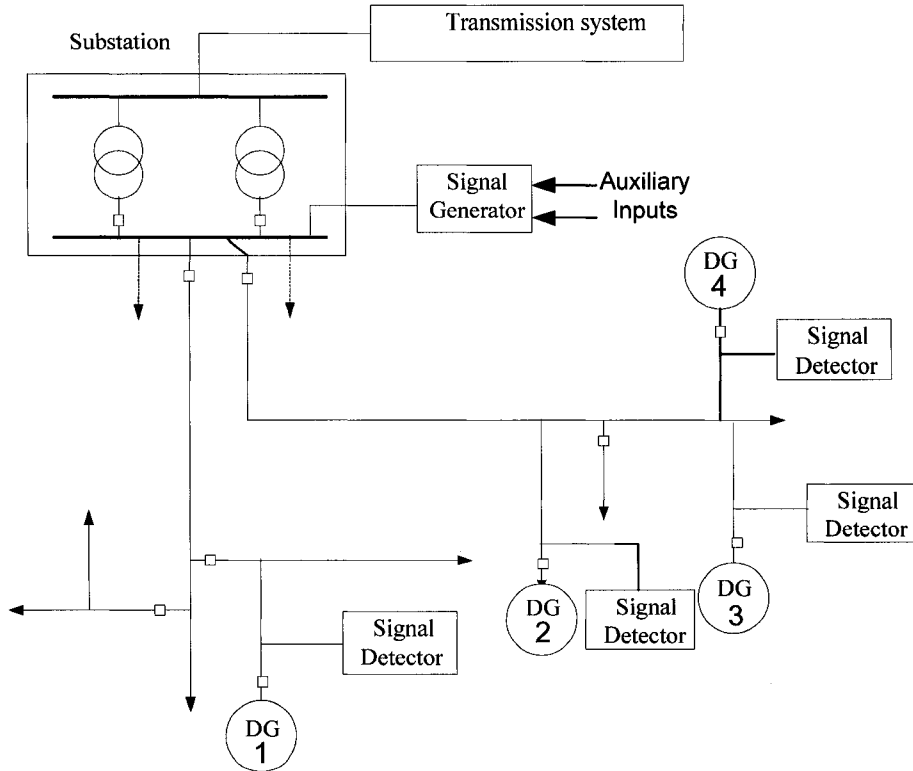 Transmission system
Substation
Signal
Generator
Auxiliary
Inputs
DG
4
Signal
Detector
Signal
Detector
DG
2
Signal
Detector
DG
3
Signal
Detector
DG
1